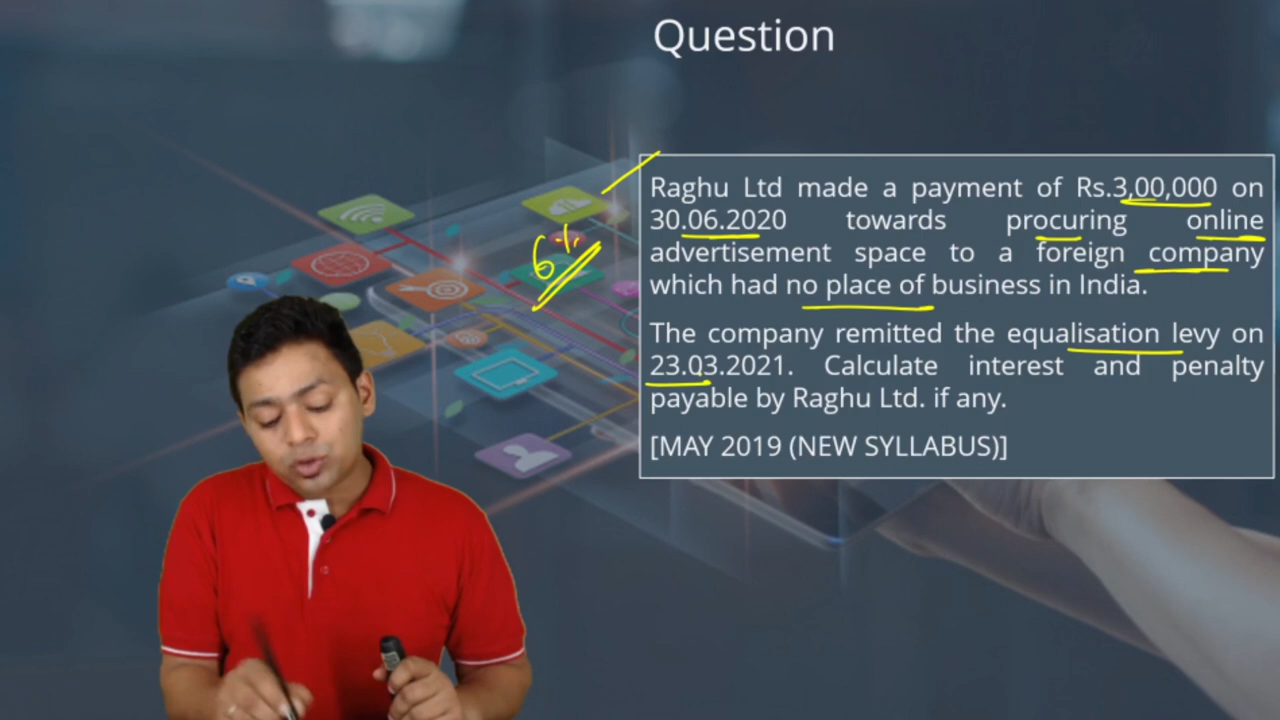 Question
Raghu Ltd made a payment of Rs.3,00,000 on
30.06.2020 towards procuring online
advertisement space to a foreign company
which had no place of business in India.
6%
The company remitted the equalisation levy on
23.03.2021. Calculate interest and penalty
payable by Raghu Ltd. if any.
[MAY 2019 (NEW SYLLABUS)]